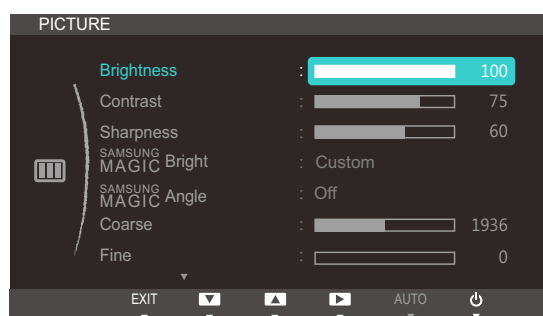 PICTURE
Brightness : 100
Contrast : 75
Sharpness : 60
SAMSUNG MAGIC Bright : Custom
SAMSUNG MAGIC Angle : Off
Coarse : 1936
Fine : 0
EXIT AUTO